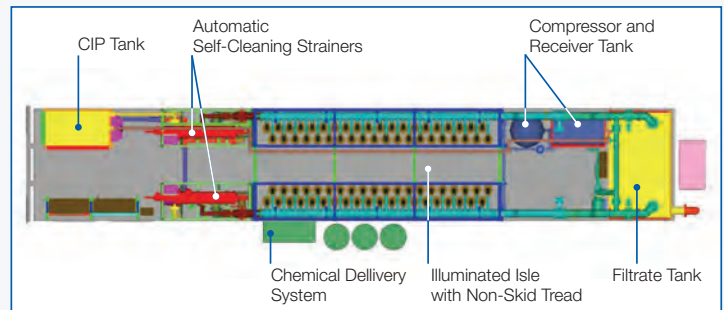 CIP Tank
Automatic
Self-Cleaning Strainers
Compressor and
Receiver Tank
Chemical Dellivery
System
Illuminated Isle
with Non-Skid Tread
Filtrate Tank